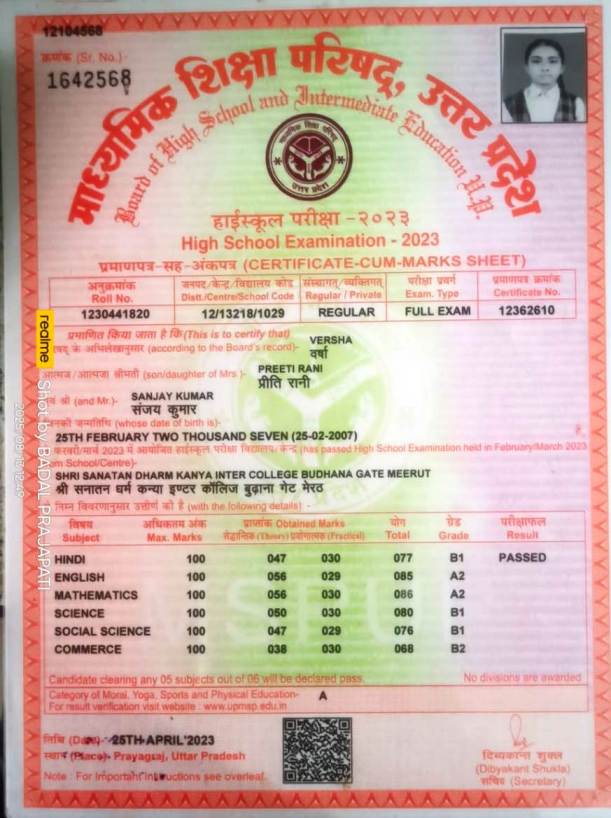 12104568
क्रमांक (Sr. No.)-
1642568
माध्यमिक शिक्षा परिषद्, उत्तर प्रदेश
Board of High School and Intermediate Education U.P.
माध्यमिक शिक्षा परिषद
उत्तर प्रदेश
हाईस्कूल परीक्षा -२०२३
High School Examination - 2023
प्रमाणपत्र-सह-अंकपत्र (CERTIFICATE-CUM-MARKS SHEET)
अनुक्रमांक जनपद/केन्द्र/विद्यालय कोड संस्थागत/व्यक्तिगत परीक्षा प्रवर्ग प्रमाणपत्र क्रमांक
Roll No. Distt./Centre/School Code Regular / Private Exam. Type Certificate No.
1230441820 12/13218/1029 REGULAR FULL EXAM 12362610
प्रमाणित किया जाता है कि(This is to certify that) VERSHA
षद् के अभिलेखानुसार (according to the Board's record)- वर्षा
आत्मज/आत्मजा श्रीमती (son/daughter of Mrs.)- PREETI RANI
प्रीति रानी
श्री (and Mr.)- SANJAY KUMAR
संजय कुमार
जनकी जन्मतिथि (whose date of birth is)-
25TH FEBRUARY TWO THOUSAND SEVEN (25-02-2007) है,
फरवरी/मार्च 2023 में आयोजित हाईस्कूल परीक्षा विद्यालय/केन्द्र (has passed High School Examination held in February/March 2023
om School/Centre)-
SHRI SANATAN DHARM KANYA INTER COLLEGE BUDHANA GATE MEERUT
श्री सनातन धर्म कन्या इण्टर कॉलिज बुढ़ाना गेट मेरठ
निम्न विवरणानुसार उत्तीर्ण की है (with the following details) :
विषय अधिकतम अंक प्राप्तांक Obtained Marks योग ग्रेड परीक्षाफल
Subject Max. Marks सैद्धान्तिक (Theory) प्रयोगात्मक (Practical) Total Grade Result
HINDI 100 047 030 077 B1 PASSED
ENGLISH 100 056 029 085 A2
MATHEMATICS 100 056 030 086 A2
SCIENCE 100 050 030 080 B1
SOCIAL SCIENCE 100 047 029 076 B1
COMMERCE 100 038 030 068 B2
Candidate clearing any 05 subjects out of 06 will be declared pass. No divisions are awarded
Category of Moral, Yoga, Sports and Physical Education- A
For result verification visit website : www.upmsp.edu.in
तिथि (Date)- 25TH APRIL'2023
स्थान (Place)- Prayagraj, Uttar Pradesh
Note : For Important Instructions see overleaf.
दिब्यकान्त शुक्ल
(Dibyakant Shukla)
सचिव (Secretary)
realme Shot by BADAL PRAJAPATI